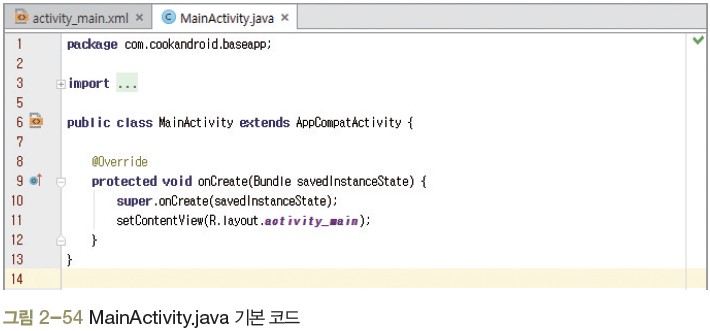 activity_main.xml × MainActivity.java ×
1 package com.cookandroid.baseapp;
2
3 import ...
5
6 public class MainActivity extends AppCompatActivity {
7
8 @Override
9 protected void onCreate(Bundle savedInstanceState) {
10 super.onCreate(savedInstanceState);
11 setContentView(R.layout.activity_main);
12 }
13 }
14
그림 2-54 MainActivity.java 기본 코드